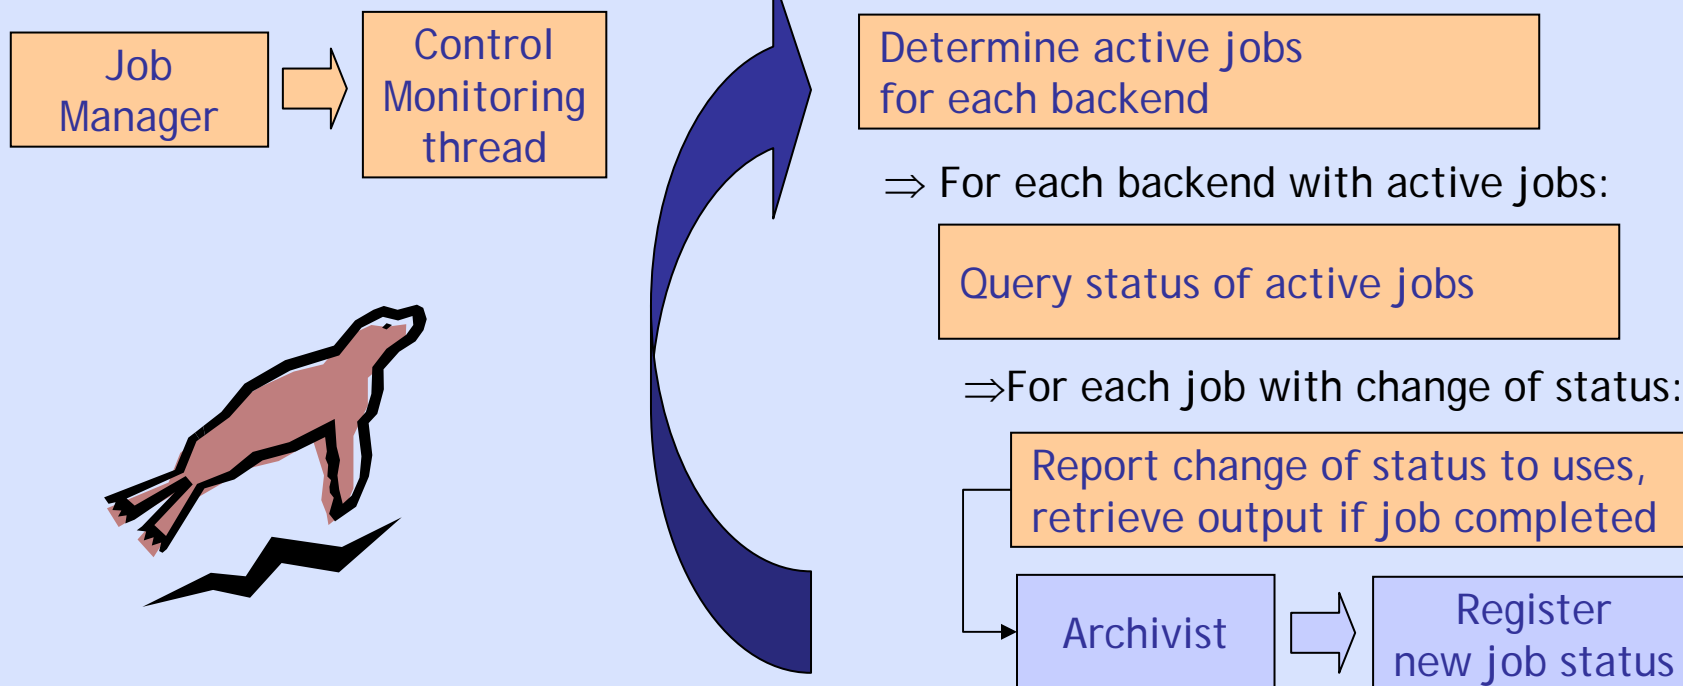 Job
Manager
Control
Monitoring
thread
Determine active jobs
for each backend
⇒ For each backend with active jobs:
Query status of active jobs
⇒For each job with change of status:
Report change of status to uses,
retrieve output if job completed
Archivist
Register
new job status